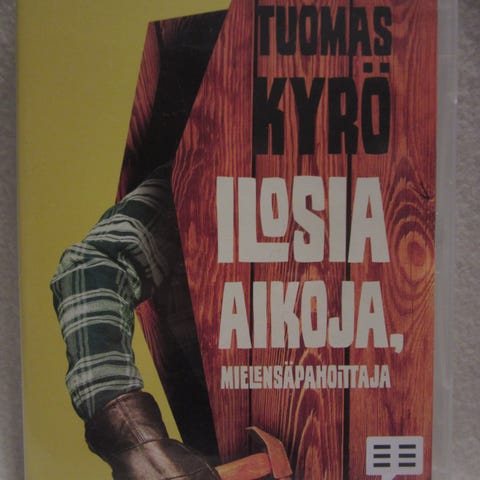 TUOMAS
KYRÖ
ILOSIA
AIKOJA,
MIELENSÄPAHOITTAJA